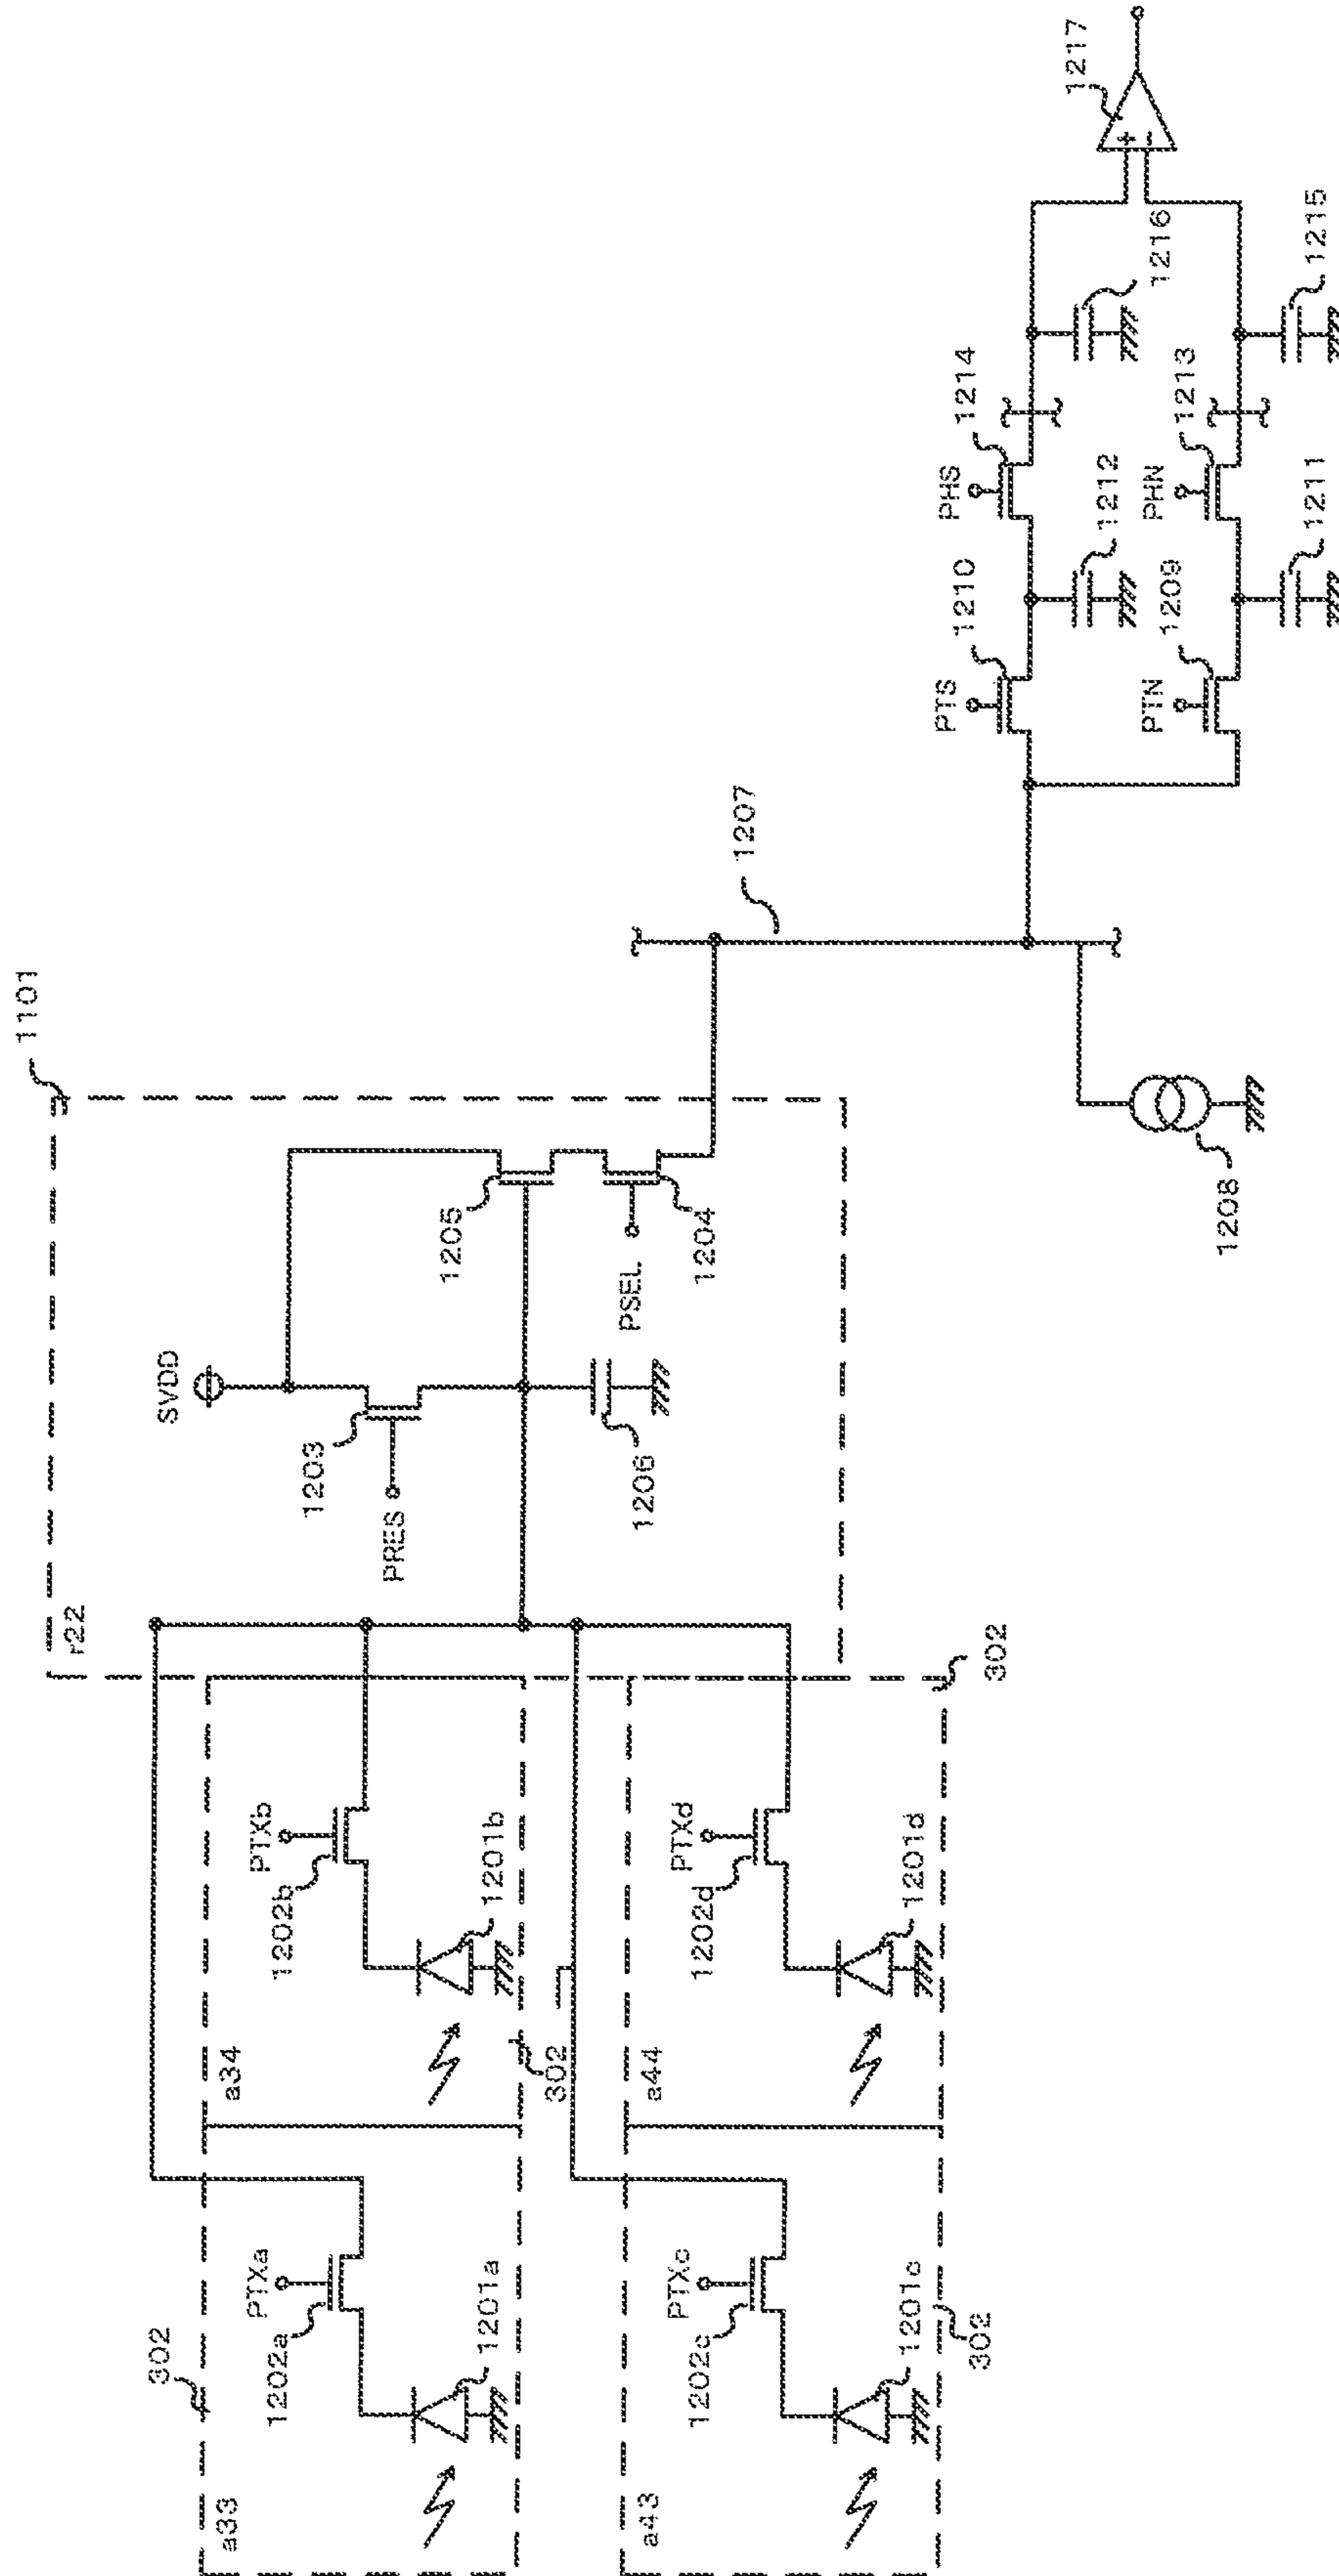 1101
r22
SVDD
1203
PRES
1205
1206
PSEL
1204
302
a33
PTXa
1202a
1201a
a34
PTXb
1202b
1201b
302
a43
PTXc
1202c
1201c
302
a44
PTXd
1202d
1201d
302
1207
1208
PTS
1210
PHS
1214
1212
1216
PTN
1209
PHN
1213
1211
1215
1217
+
-